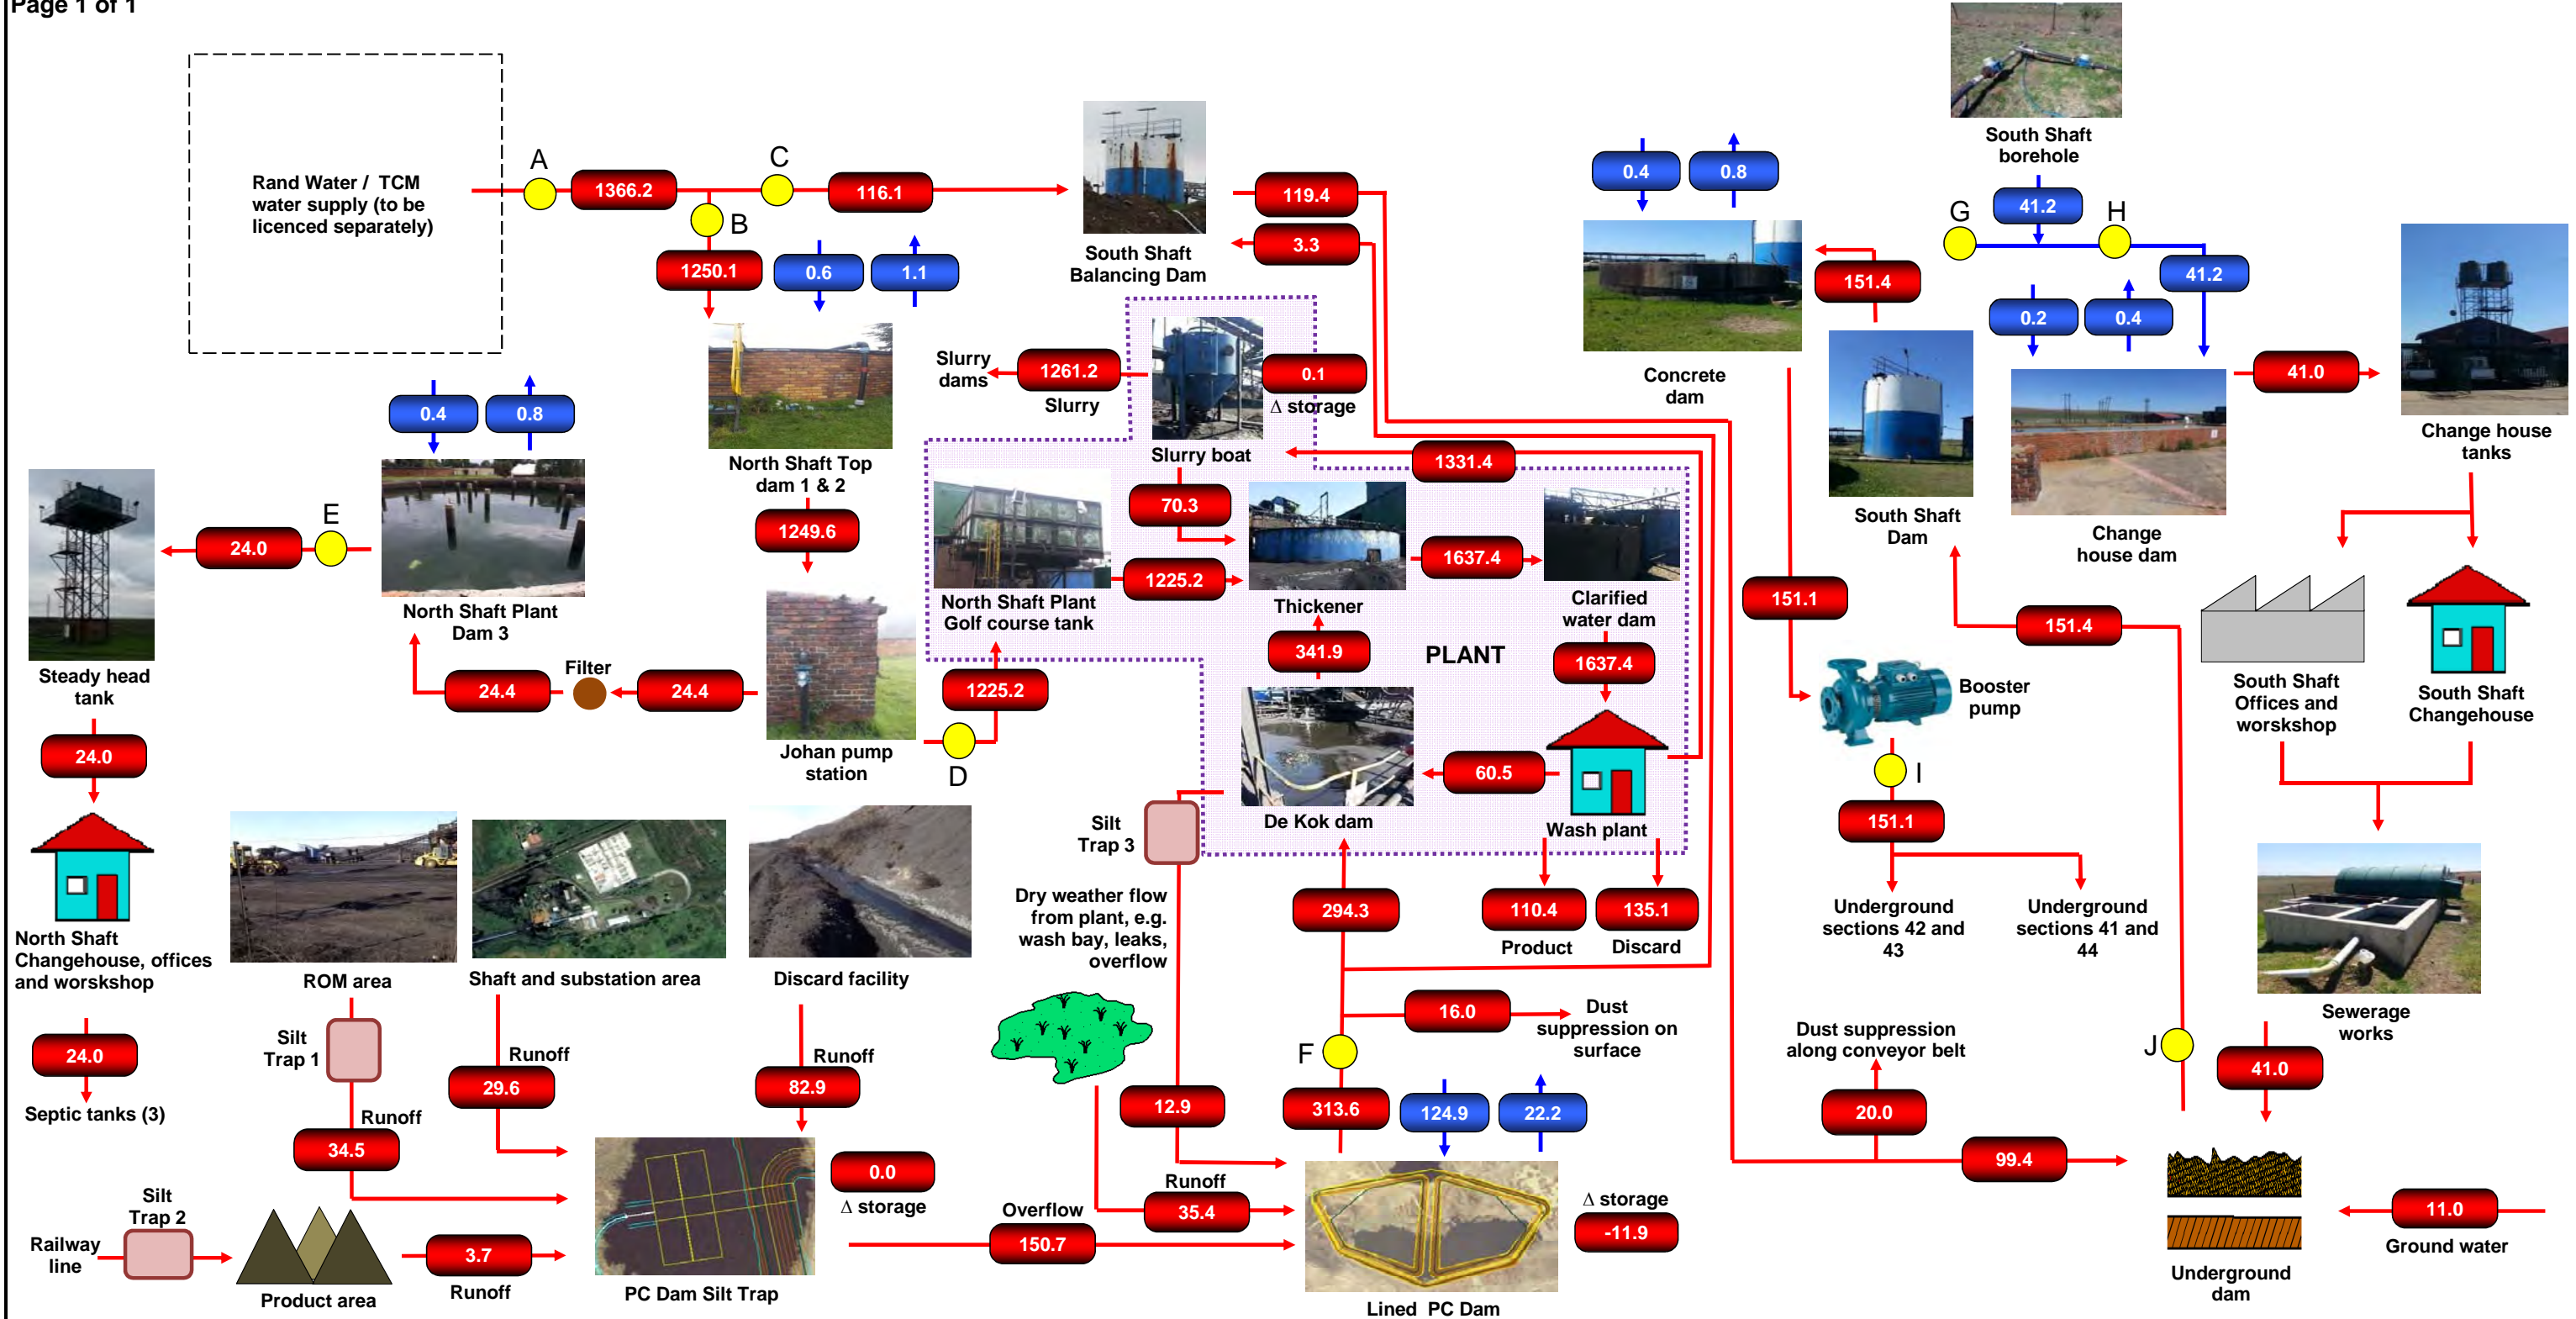 Page 1 of 1
Rand Water / TCM
water supply (to be
licenced separately)
A
1366.2
C
116.1
B
1250.1
0.6
1.1
South Shaft
Balancing Dam
119.4
3.3
0.4
0.8
Concrete
dam
151.4
South Shaft
borehole
41.2
G
H
41.2
0.2
0.4
South Shaft
Dam
Change
house dam
41.0
Change house
tanks
Slurry
dams
1261.2
Slurry
0.1
Δ storage
Slurry boat
1331.4
70.3
North Shaft Top
dam 1 & 2
1249.6
0.4
0.8
North Shaft Plant
Dam 3
E
24.0
Steady head
tank
24.4
Filter
24.4
Johan pump
station
D
1225.2
North Shaft Plant
Golf course tank
1225.2
Thickener
1637.4
Clarified
water dam
341.9
PLANT
1637.4
De Kok dam
60.5
Wash plant
151.1
Booster
pump
I
151.1
Underground
sections 42 and
43
Underground
sections 41 and
44
151.4
South Shaft
Offices and
worskshop
South Shaft
Changehouse
24.0
North Shaft
Changehouse, offices
and worskshop
24.0
Septic tanks (3)
ROM area
Shaft and substation area
Discard facility
Silt
Trap 1
Runoff
34.5
Runoff
29.6
Runoff
82.9
Silt
Trap 2
Railway
line
Product area
3.7
Runoff
PC Dam Silt Trap
0.0
Δ storage
Silt
Trap 3
Dry weather flow
from plant, e.g.
wash bay, leaks,
overflow
12.9
Runoff
35.4
Overflow
150.7
294.3
110.4
Product
135.1
Discard
16.0
Dust
suppression on
surface
F
313.6
124.9
22.2
Δ storage
-11.9
Lined PC Dam
Dust suppression
along conveyor belt
20.0
99.4
J
Sewerage
works
41.0
11.0
Ground water
Underground
dam